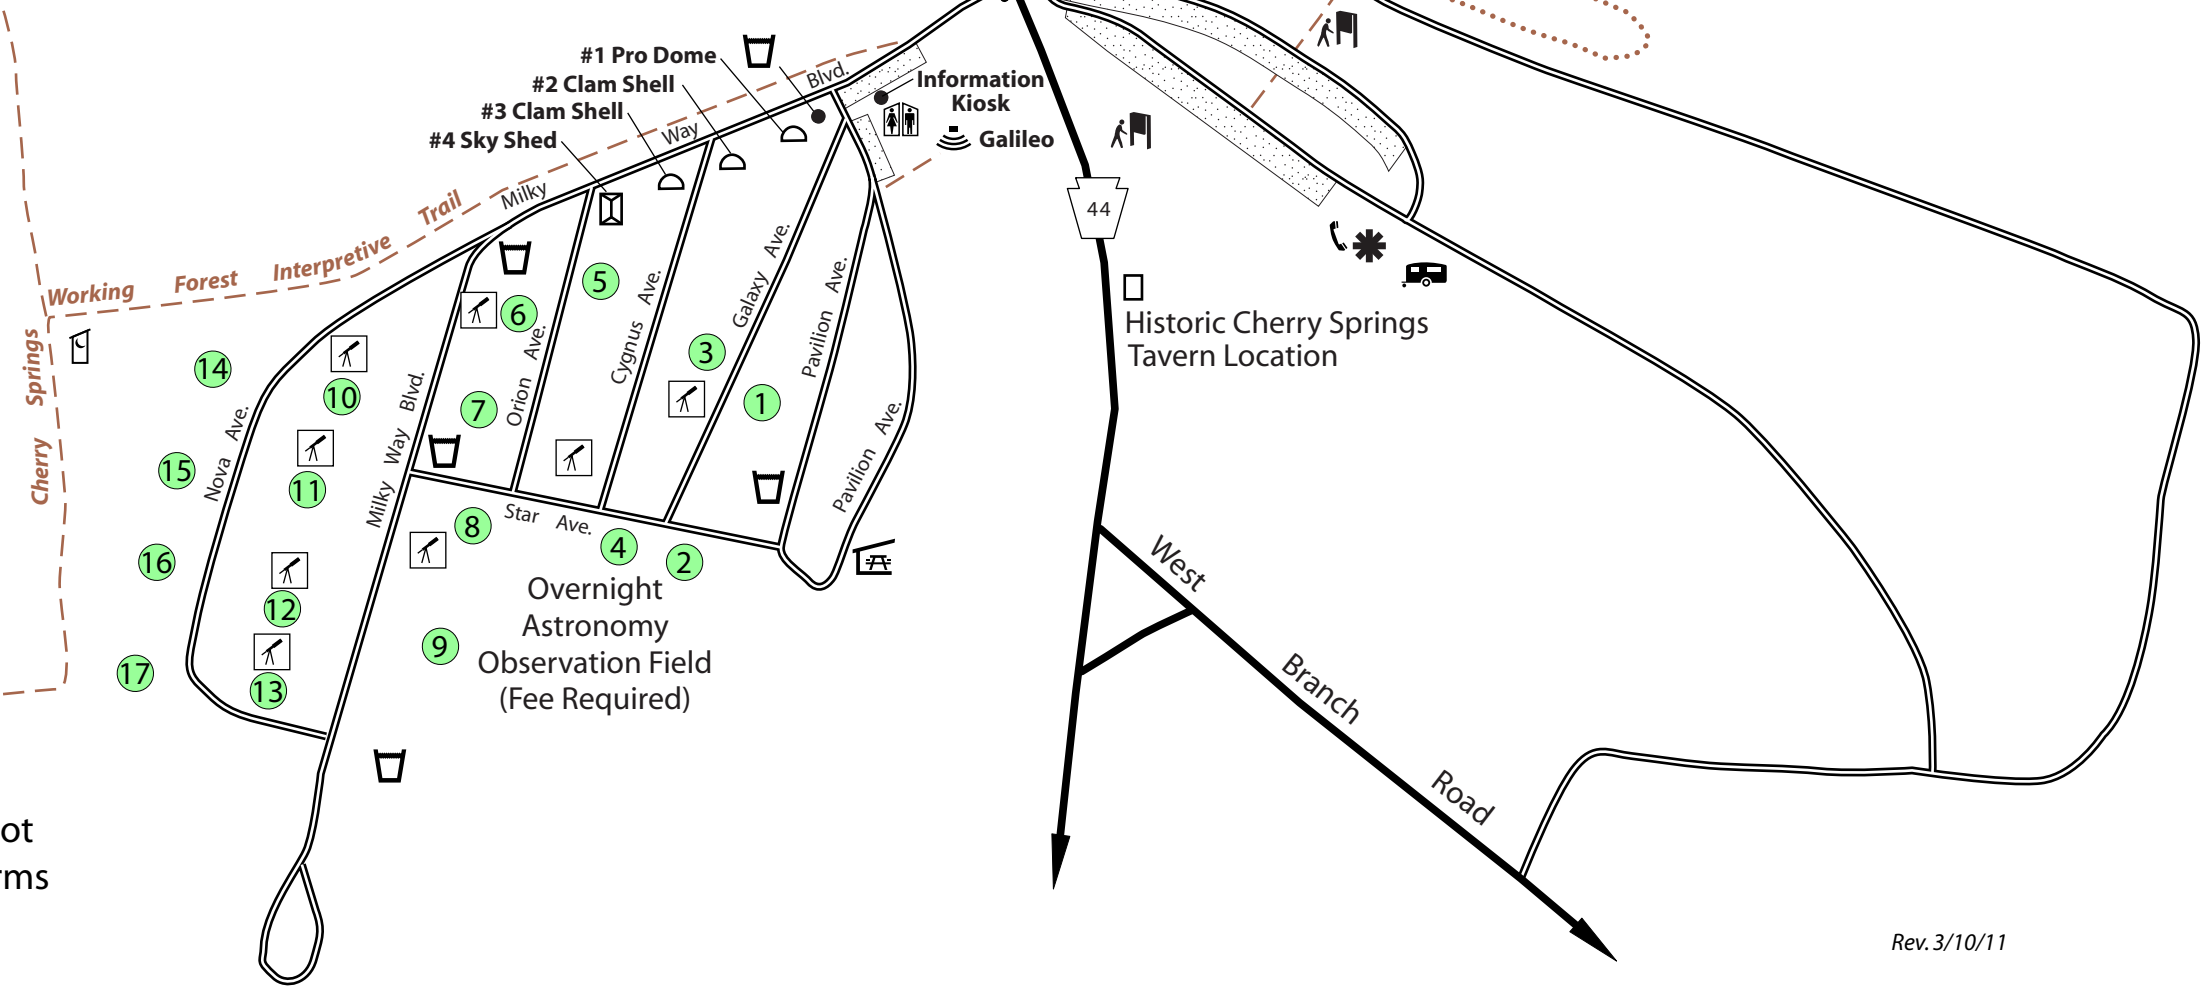 #1 Pro Dome
#2 Clam Shell
#3 Clam Shell
#4 Sky Shed
Milky Way Blvd.
Information
Kiosk
Galileo
44
Working Forest Interpretive Trail
Cherry Springs
Historic Cherry Springs
Tavern Location
Nova Ave.
Milky Way Blvd.
Orion Ave.
Cygnus Ave.
Galaxy Ave.
Pavilion Ave.
Pavilion Ave.
Star Ave.
5
6
3
14
10
7
1
15
11
8
4
2
16
12
9
17
13
Overnight
Astronomy
Observation Field
(Fee Required)
West Branch Road
ot
rms
Rev. 3/10/11